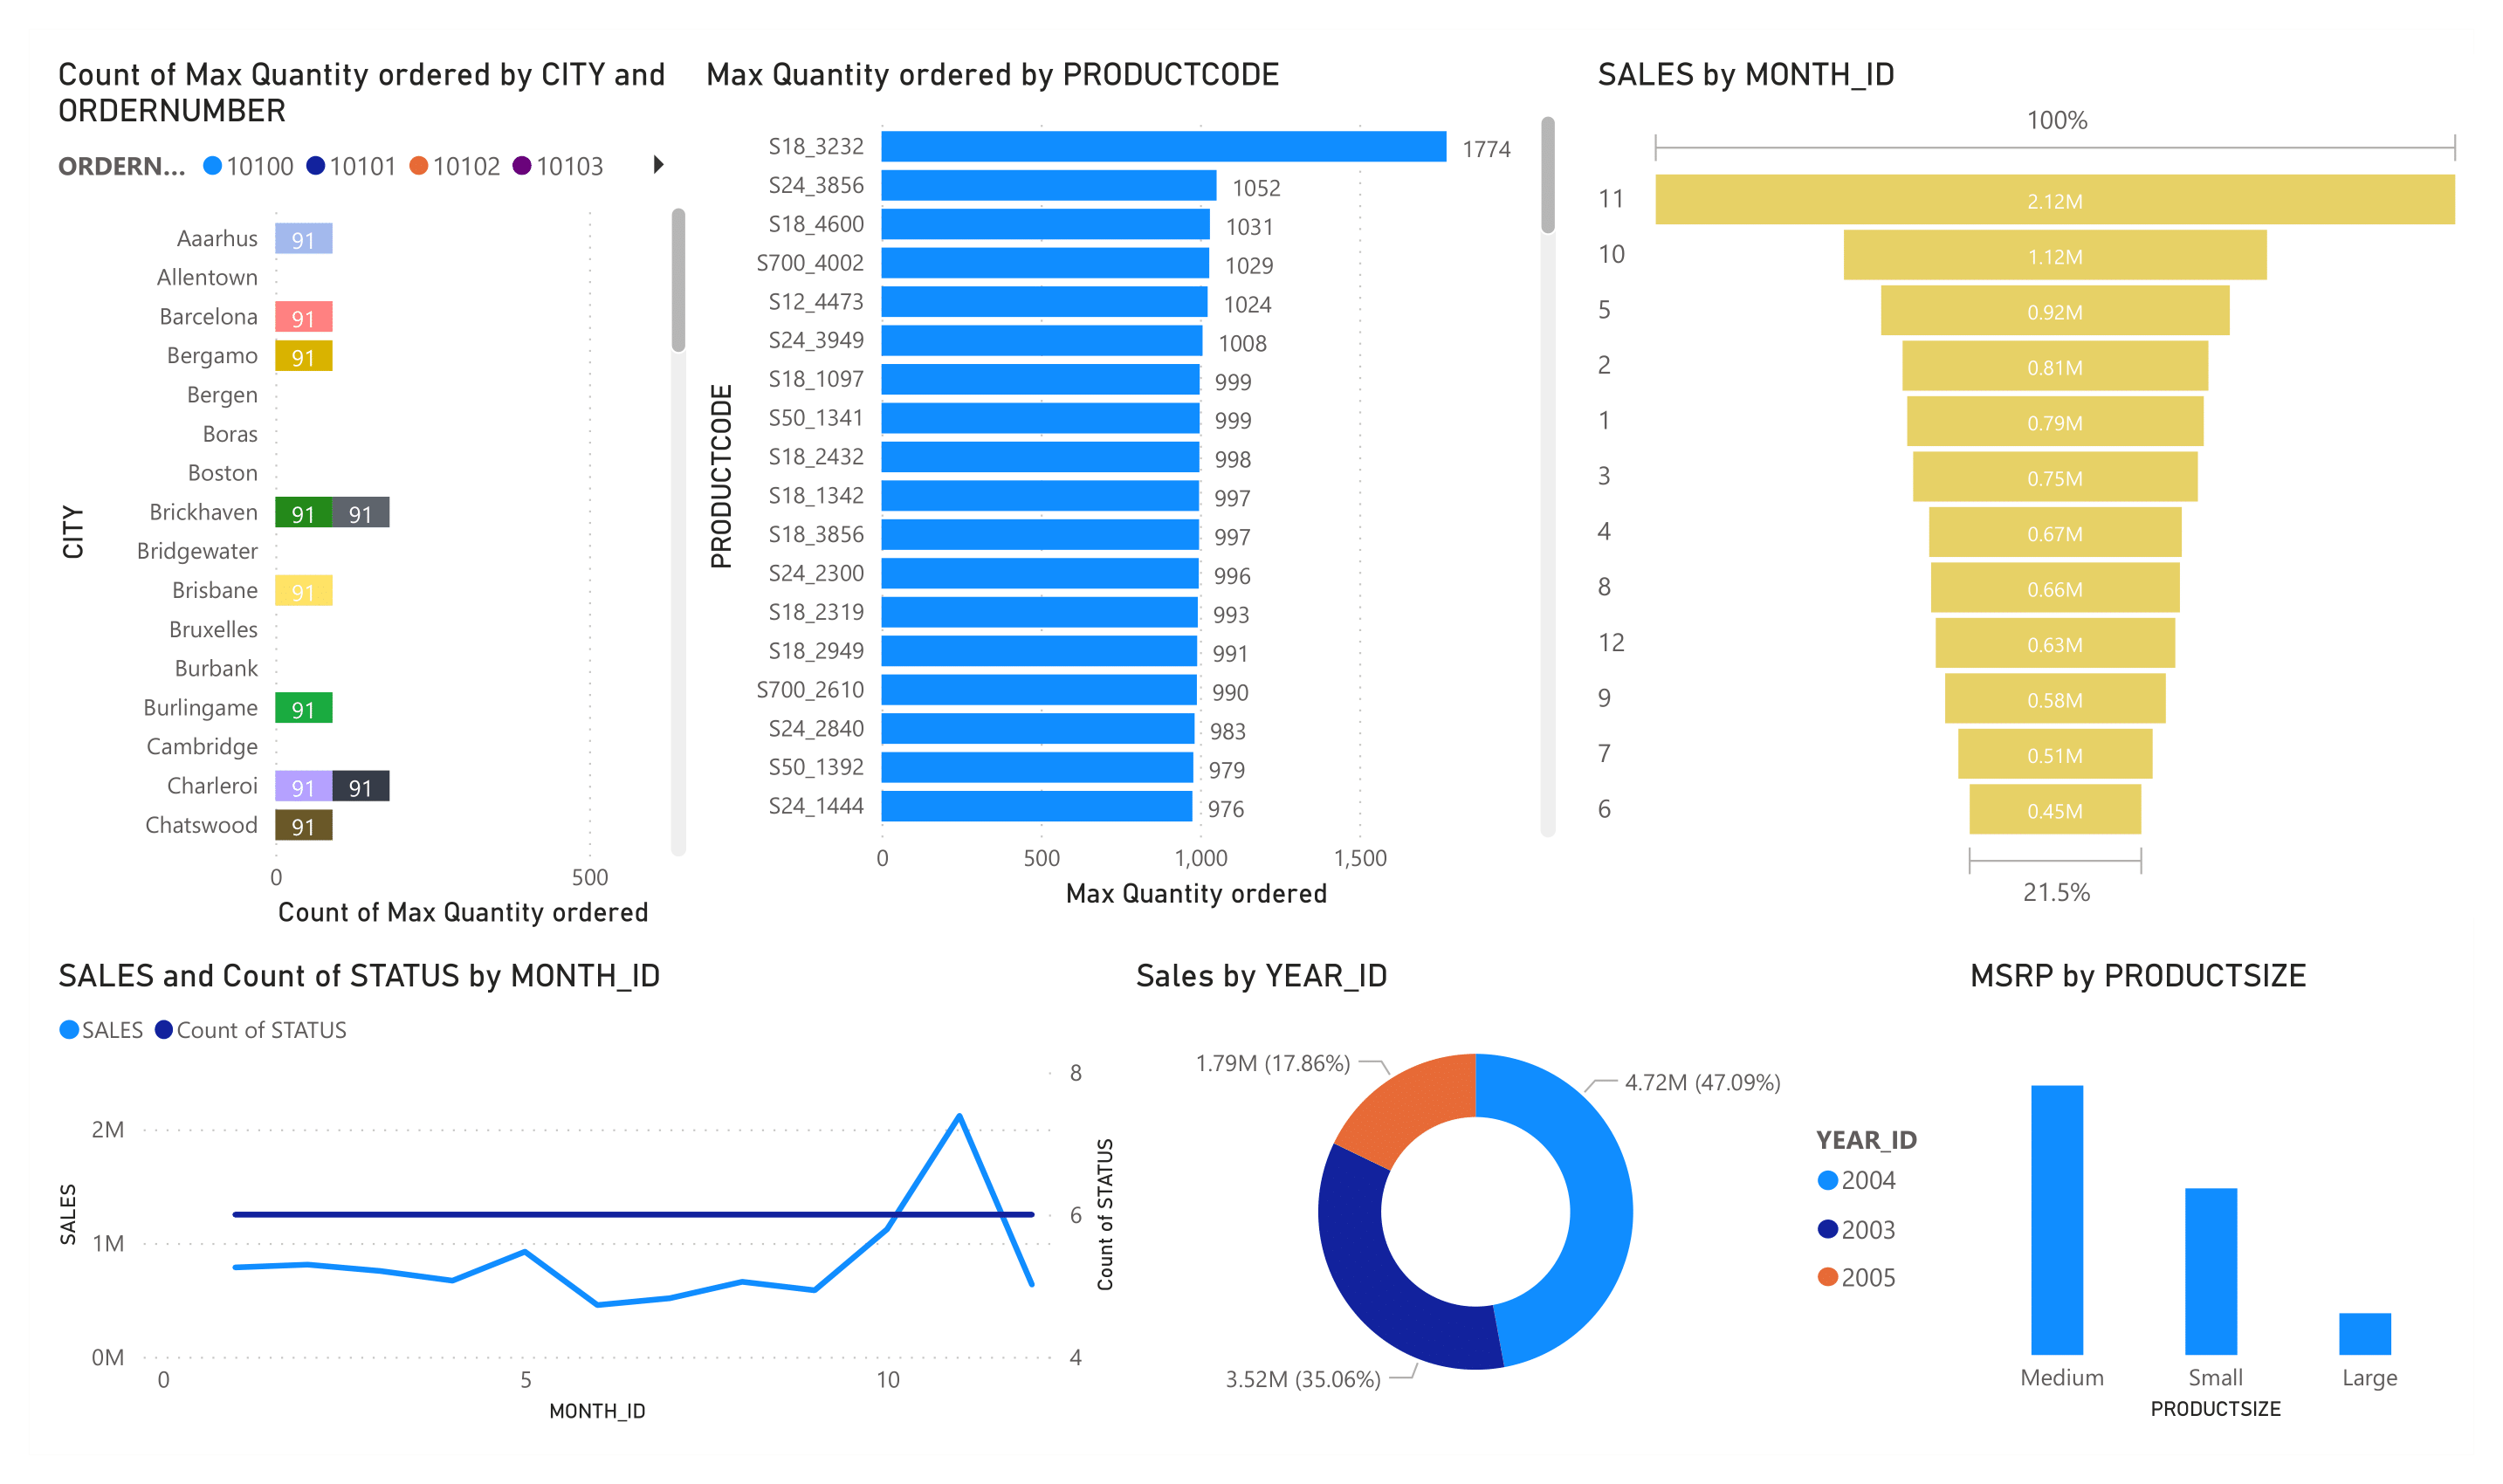 Count of Max Quantity ordered by CITY and
ORDERNUMBER
ORDERN... 10100 10101 10102 10103
CITY
Aaarhus 91
Allentown
Barcelona 91
Bergamo 91
Bergen
Boras
Boston
Brickhaven 91 91
Bridgewater
Brisbane 91
Bruxelles
Burbank
Burlingame 91
Cambridge
Charleroi 91 91
Chatswood 91
0 500
Count of Max Quantity ordered
Max Quantity ordered by PRODUCTCODE
PRODUCTCODE
S18_3232 1774
S24_3856 1052
S18_4600 1031
S700_4002 1029
S12_4473 1024
S24_3949 1008
S18_1097 999
S50_1341 999
S18_2432 998
S18_1342 997
S18_3856 997
S24_2300 996
S18_2319 993
S18_2949 991
S700_2610 990
S24_2840 983
S50_1392 979
S24_1444 976
0 500 1,000 1,500
Max Quantity ordered
SALES by MONTH_ID
100%
11 2.12M
10 1.12M
5 0.92M
2 0.81M
1 0.79M
3 0.75M
4 0.67M
8 0.66M
12 0.63M
9 0.58M
7 0.51M
6 0.45M
21.5%
SALES and Count of STATUS by MONTH_ID
SALES Count of STATUS
SALES
2M
1M
0M
8
6
4
Count of STATUS
0 5 10
MONTH_ID
Sales by YEAR_ID
1.79M (17.86%)
4.72M (47.09%)
3.52M (35.06%)
YEAR_ID
2004
2003
2005
MSRP by PRODUCTSIZE
Medium Small Large
PRODUCTSIZE